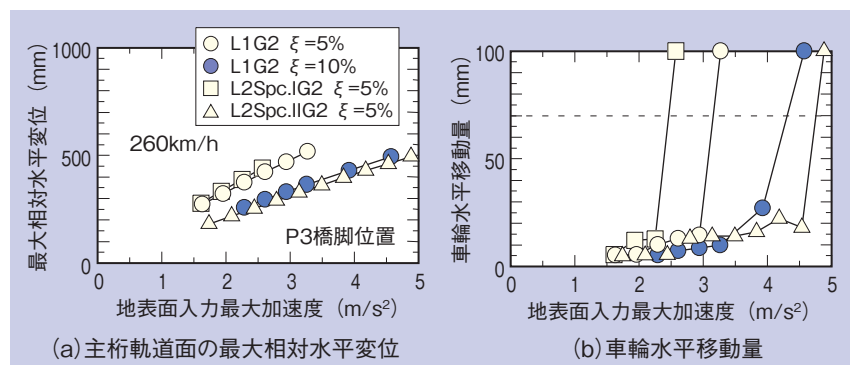 最大相対水平変位（mm）
1000
500
0
0 1 2 3 4 5
地表面入力最大加速度（m/s²）
L1G2 ξ=5%
L1G2 ξ=10%
L2Spc.IG2 ξ=5%
L2Spc.IIG2 ξ=5%
260km/h
P3橋脚位置
(a)主桁軌道面の最大相対水平変位
車輪水平移動量（mm）
100
50
0
0 1 2 3 4 5
地表面入力最大加速度（m/s²）
(b)車輪水平移動量